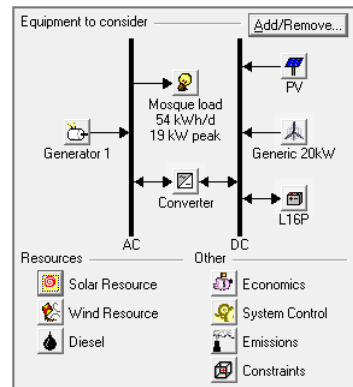 Equipment to consider
Add/Remove...
Mosque load
54 kWh/d
19 kW peak
PV
Generator 1
Generic 20kW
Converter
L16P
AC
DC
Resources
Other
Solar Resource
Economics
Wind Resource
System Control
Diesel
Emissions
Constraints